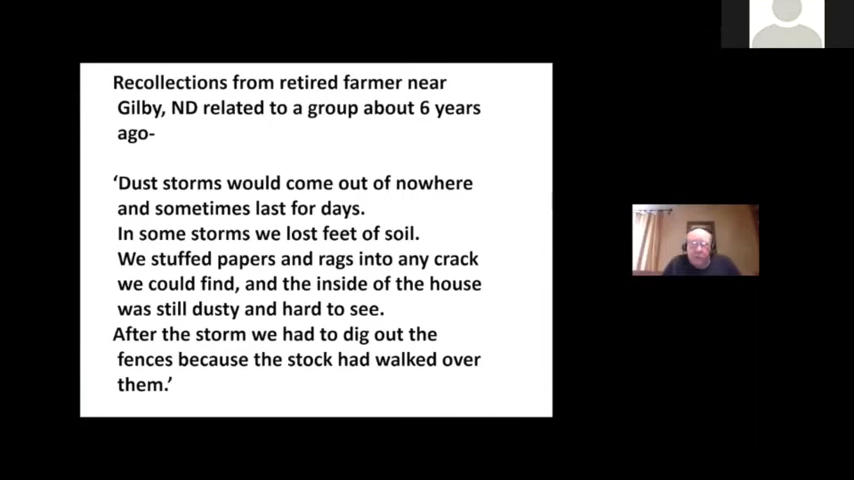 Recollections from retired farmer near
Gilby, ND related to a group about 6 years
ago-
‘Dust storms would come out of nowhere
and sometimes last for days.
In some storms we lost feet of soil.
We stuffed papers and rags into any crack
we could find, and the inside of the house
was still dusty and hard to see.
After the storm we had to dig out the
fences because the stock had walked over
them.’